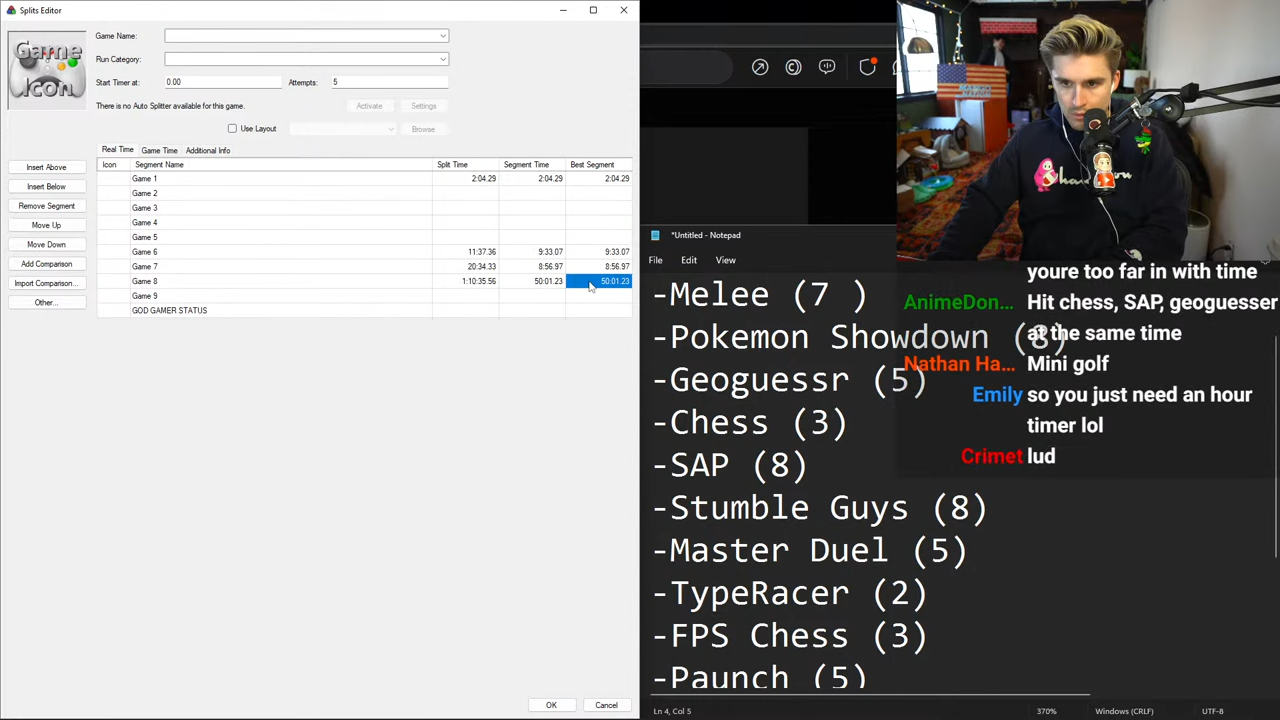 Splits Editor
Game Icon
Game Name:
Run Category:
Start Timer at: 0.00 Attempts: 5
There is no Auto Splitter available for this game. Activate Settings
Use Layout Browse
Real Time Game Time Additional Info
Insert Above
Insert Below
Remove Segment
Move Up
Move Down
Add Comparison
Import Comparison...
Other...
Icon Segment Name Split Time Segment Time Best Segment
Game 1 2:04.29 2:04.29 2:04.29
Game 2
Game 3
Game 4
Game 5
Game 6 11:37.36 9:33.07 9:33.07
Game 7 20:34.33 8:56.97 8:56.97
Game 8 1:10:35.56 50:01.23 50:01.23
Game 9
GOD GAMER STATUS
OK Cancel
*Untitled - Notepad
File Edit View
-Melee (7 )
-Pokemon Showdown (8)
-Geoguessr (5)
-Chess (3)
-SAP (8)
-Stumble Guys (8)
-Master Duel (5)
-TypeRacer (2)
-FPS Chess (3)
-Paunch (5)
Ln 4, Col 5 370% Windows (CRLF) UTF-8
youre too far in with time
AnimeDon... Hit chess, SAP, geoguesser
at the same time
Nathan Ha... Mini golf
Emily so you just need an hour
timer lol
Crimet lud